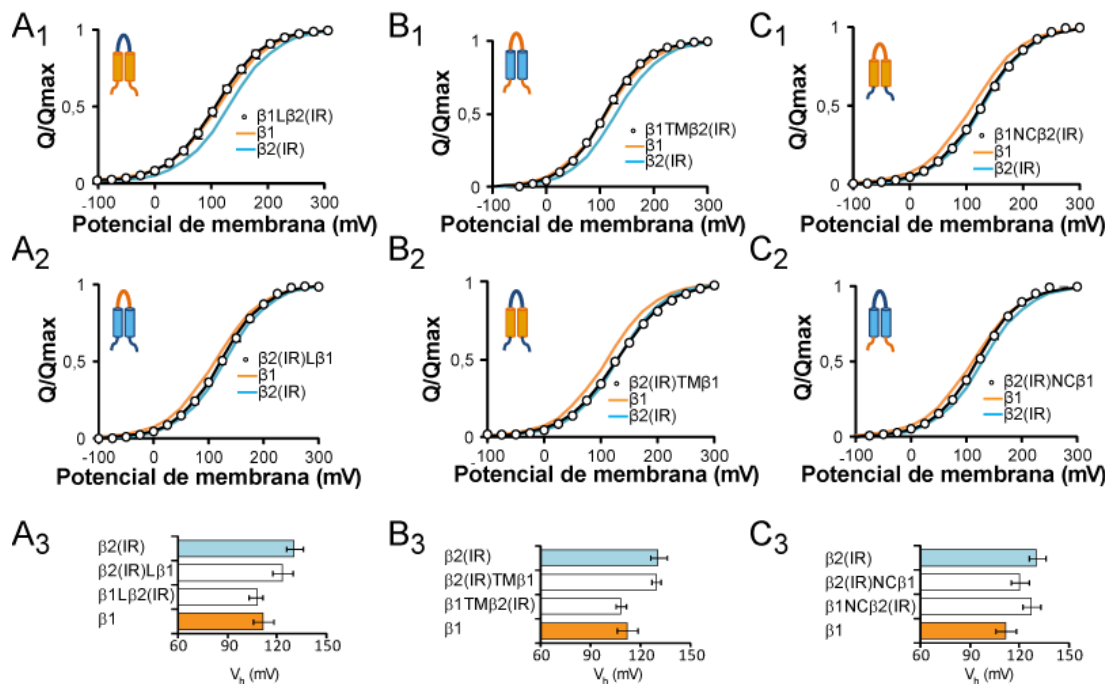 A1
Q/Qmax
1
0,5
0
β1Lβ2(IR)
β1
β2(IR)
-100 0 100 200 300
Potencial de membrana (mV)
B1
1
0,5
0
β1TMβ2(IR)
β1
β2(IR)
-100 0 100 200 300
Potencial de membrana (mV)
C1
1
0,5
0
β1NCβ2(IR)
β1
β2(IR)
-100 0 100 200 300
Potencial de membrana (mV)
A2
Q/Qmax
1
0,5
0
β2(IR)Lβ1
β1
β2(IR)
-100 0 100 200 300
Potencial de membrana (mV)
B2
Q/Qmax
1
0,5
0
β2(IR)TMβ1
β1
β2(IR)
-100 0 100 200 300
Potencial de membrana (mV)
C2
Q/Qmax
1
0,5
0
β2(IR)NCβ1
β1
β2(IR)
-100 0 100 200 300
Potencial de membrana (mV)
A3
β2(IR)
β2(IR)Lβ1
β1Lβ2(IR)
β1
60 90 120 150
Vh (mV)
B3
β2(IR)
β2(IR)TMβ1
β1TMβ2(IR)
β1
60 90 120 150
Vh (mV)
C3
β2(IR)
β2(IR)NCβ1
β1NCβ2(IR)
β1
60 90 120 150
Vh (mV)